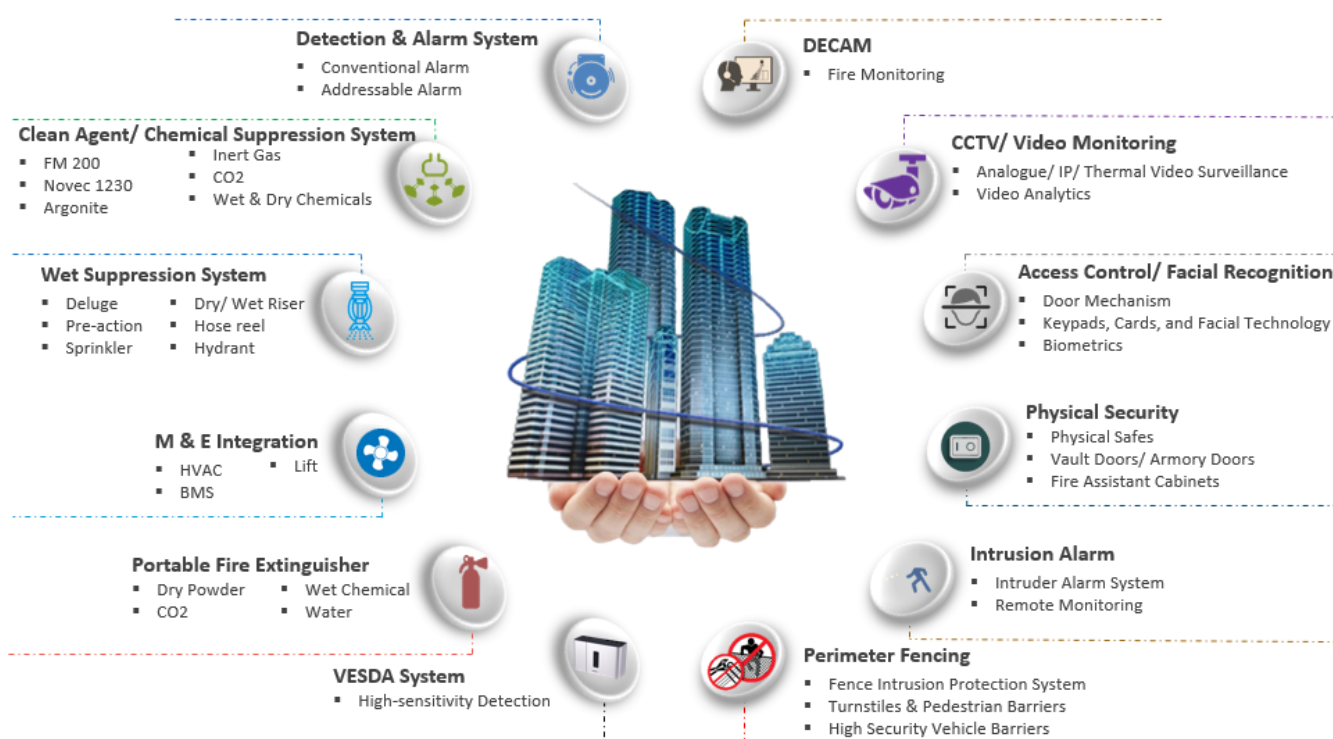 Detection & Alarm System
▪ Conventional Alarm
▪ Addressable Alarm
Clean Agent/ Chemical Suppression System
▪ FM 200
▪ Novec 1230
▪ Argonite
▪ Inert Gas
▪ CO2
▪ Wet & Dry Chemicals
Wet Suppression System
▪ Deluge
▪ Pre-action
▪ Sprinkler
▪ Dry/ Wet Riser
▪ Hose reel
▪ Hydrant
M & E Integration
▪ HVAC
▪ BMS
▪ Lift
Portable Fire Extinguisher
▪ Dry Powder
▪ CO2
▪ Wet Chemical
▪ Water
VESDA System
▪ High-sensitivity Detection
DECAM
▪ Fire Monitoring
CCTV/ Video Monitoring
▪ Analogue/ IP/ Thermal Video Surveillance
▪ Video Analytics
Access Control/ Facial Recognition
▪ Door Mechanism
▪ Keypads, Cards, and Facial Technology
▪ Biometrics
Physical Security
▪ Physical Safes
▪ Vault Doors/ Armory Doors
▪ Fire Assistant Cabinets
Intrusion Alarm
▪ Intruder Alarm System
▪ Remote Monitoring
Perimeter Fencing
▪ Fence Intrusion Protection System
▪ Turnstiles & Pedestrian Barriers
▪ High Security Vehicle Barriers